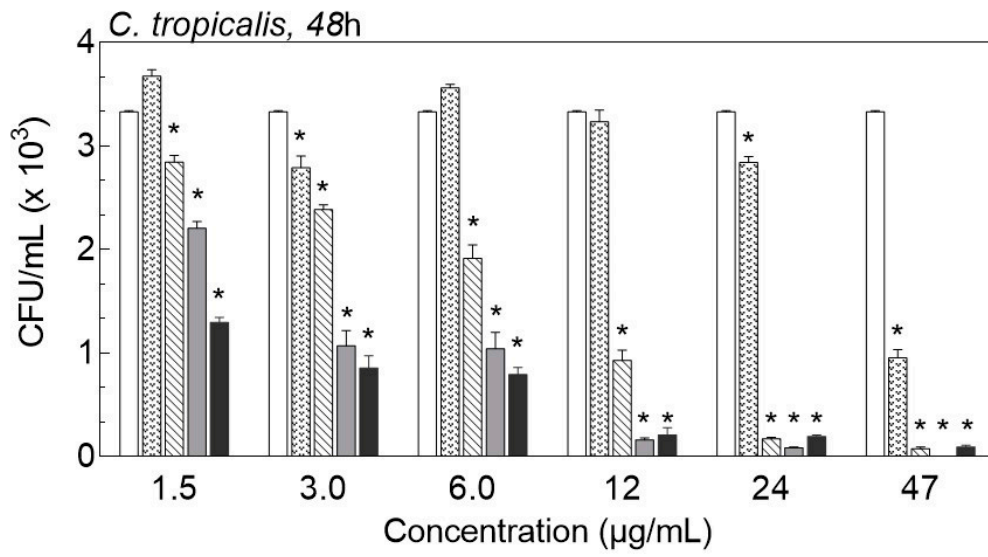 C. tropicalis, 48h
CFU/mL (x 10³)
4
3
2
1
0
* * *
* * * *
* * *
* * *
* * * *
* * * *
1.5 3.0 6.0 12 24 47
Concentration (µg/mL)